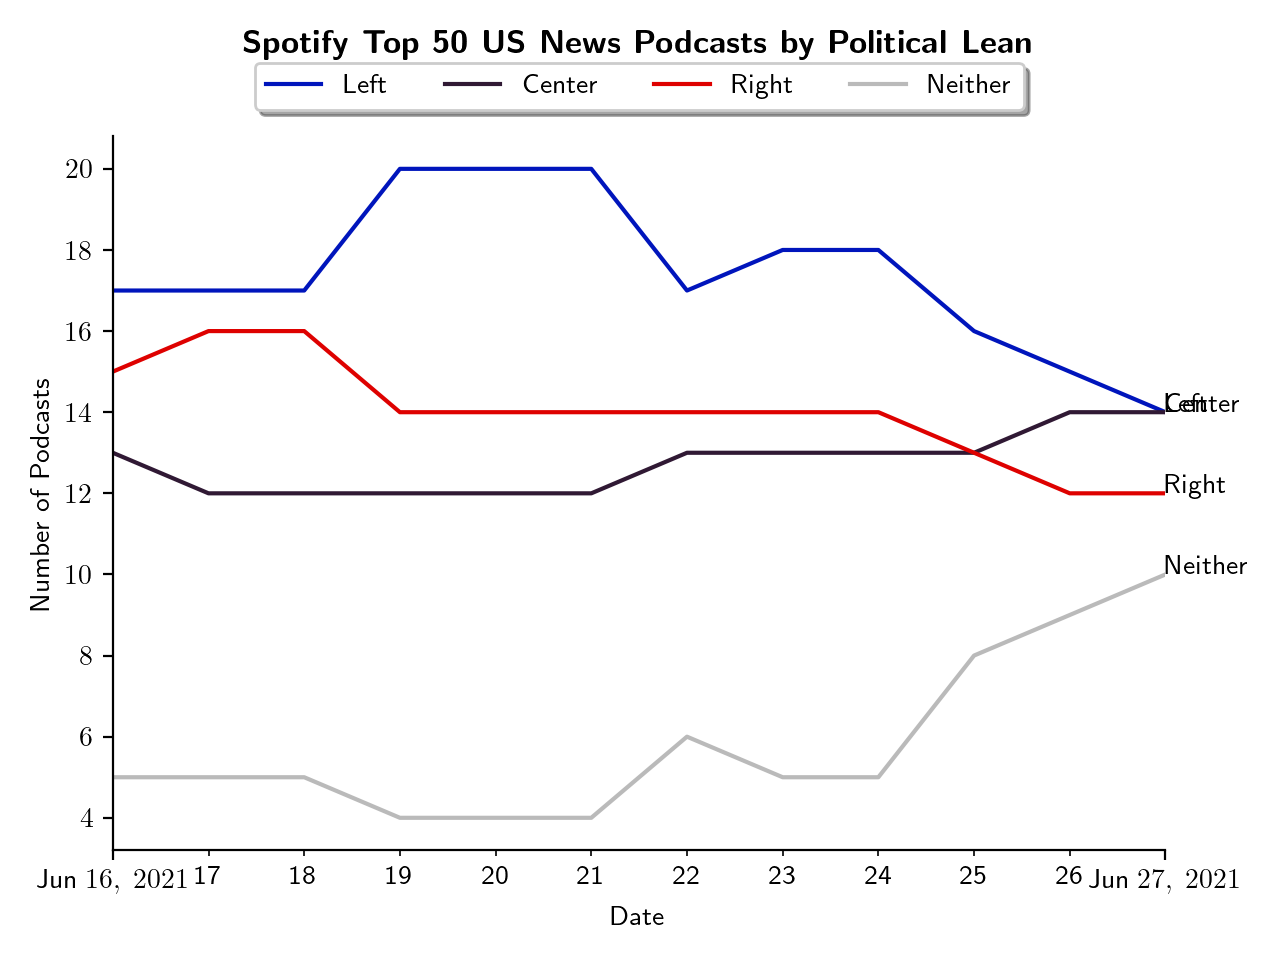 Spotify Top 50 US News Podcasts by Political Lean
Left Center Right Neither
20
18
16
14
12
10
8
6
4
Number of Podcasts
Left
Center
Right
Neither
Jun 16, 2021 17 18 19 20 21 22 23 24 25 26 Jun 27, 2021
Date